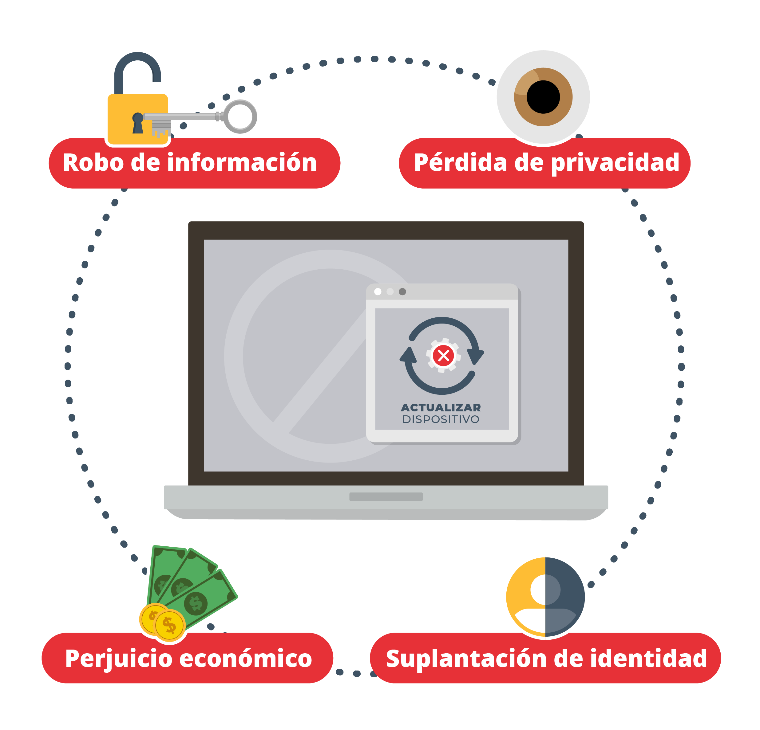 Robo de información
Pérdida de privacidad
ACTUALIZAR
DISPOSITIVO
Perjuicio económico
Suplantación de identidad